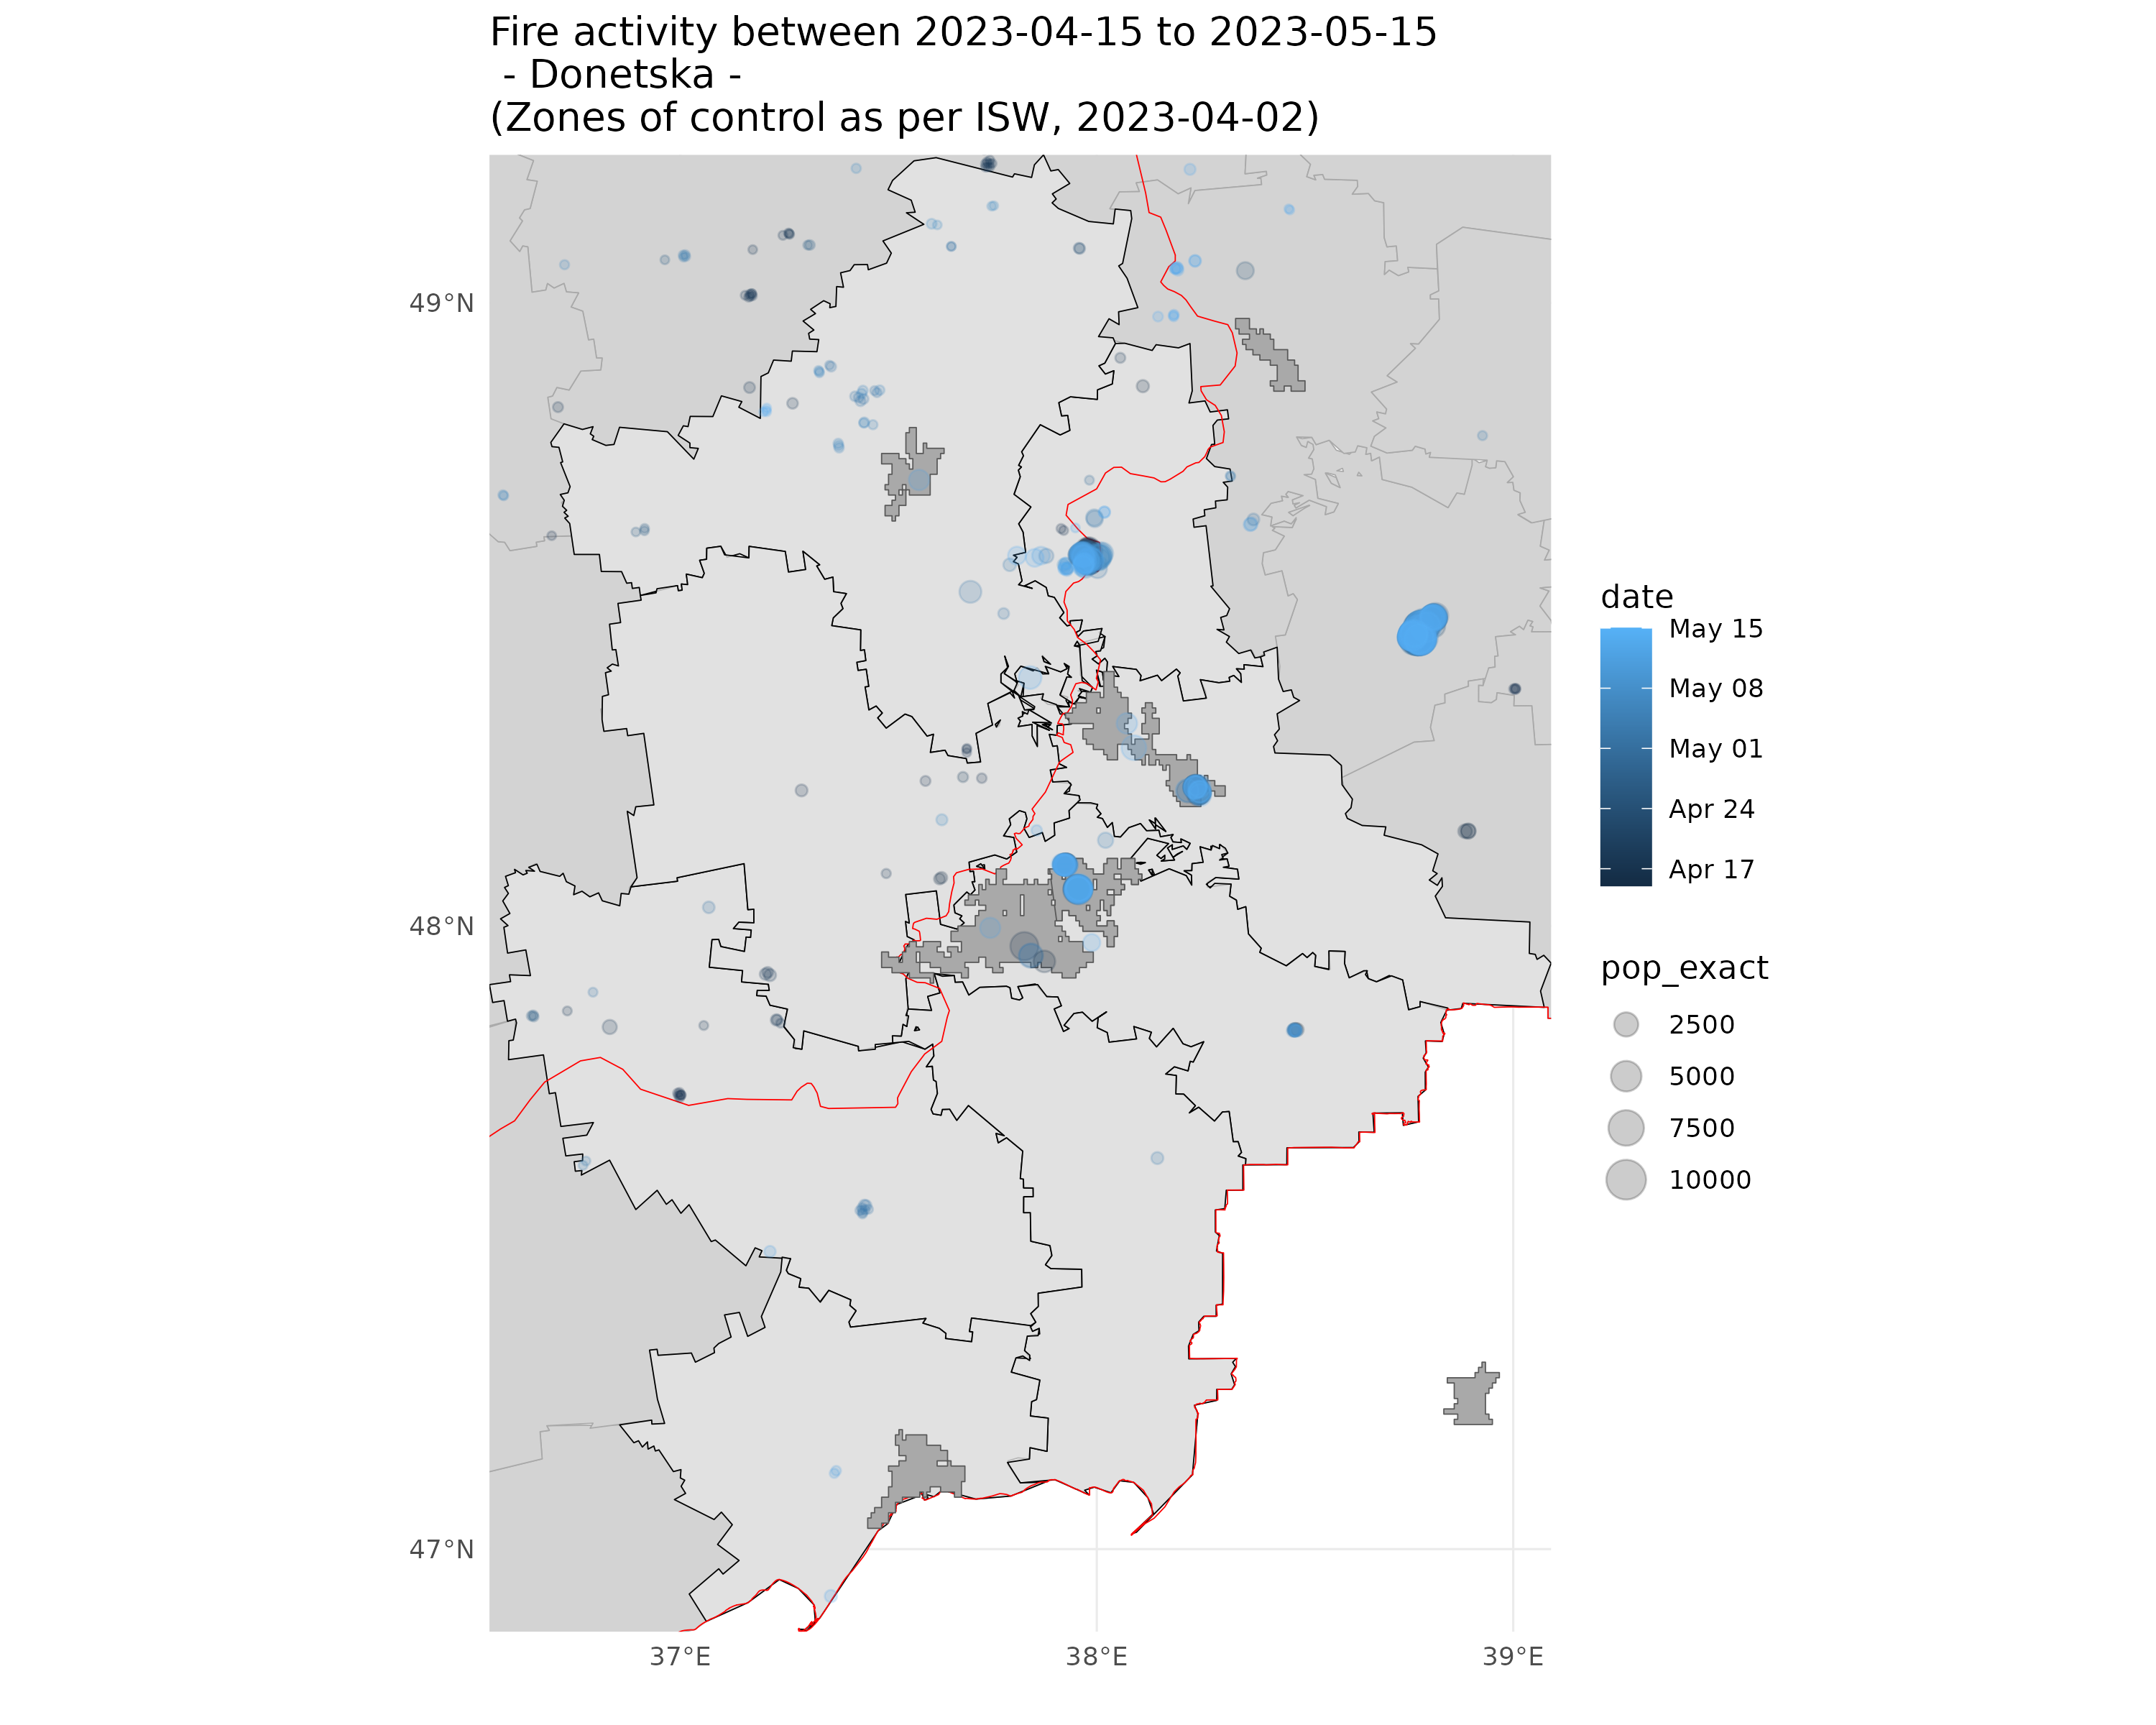 Fire activity between 2023-04-15 to 2023-05-15
- Donetska -
(Zones of control as per ISW, 2023-04-02)
49°N
48°N
47°N
37°E
38°E
39°E
date
May 15
May 08
May 01
Apr 24
Apr 17
pop_exact
2500
5000
7500
10000